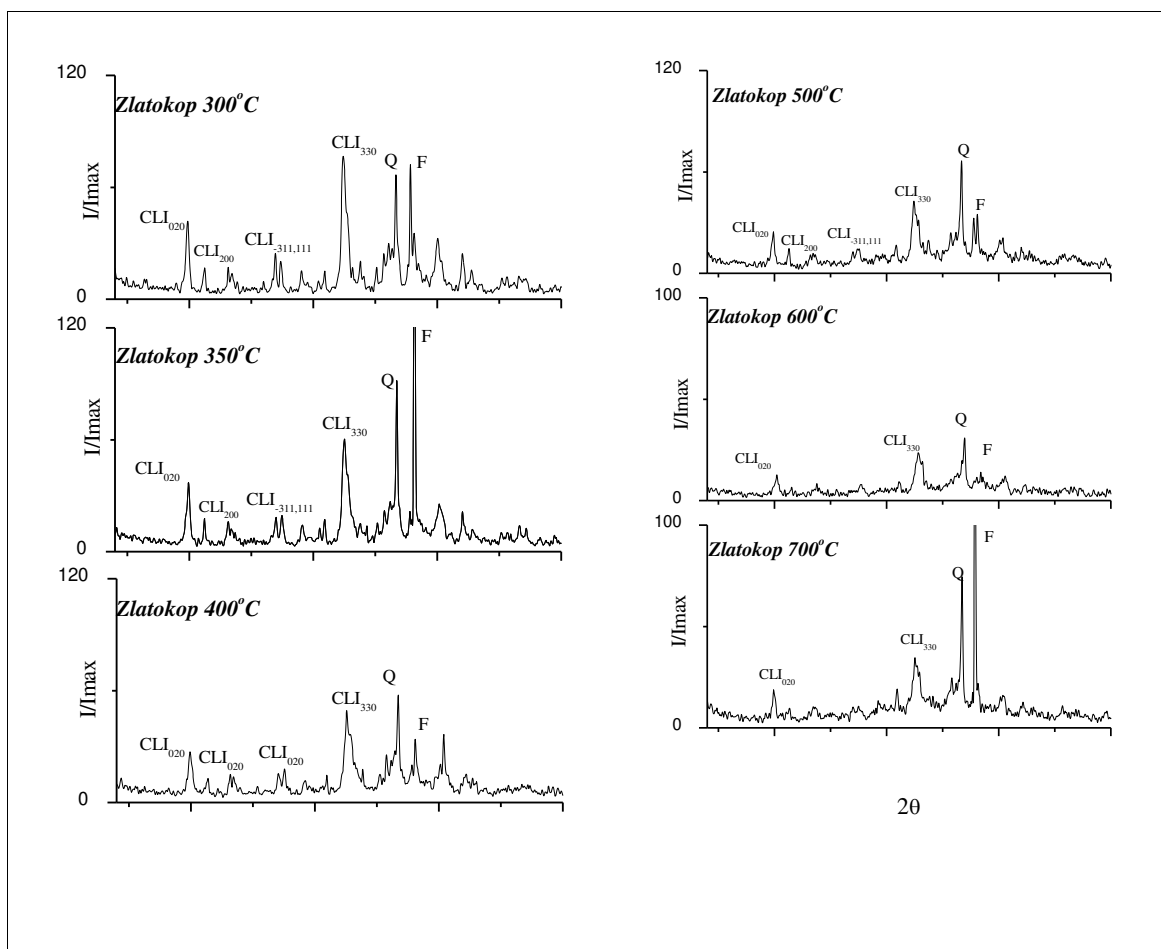 120
Zlatokop 300°C
I/Imax
0
CLI020
CLI200
CLI-311,111
CLI330
Q
F
120
Zlatokop 350°C
I/Imax
0
CLI020
CLI200
CLI-311,111
CLI330
Q
F
120
Zlatokop 400°C
I/Imax
0
CLI020
CLI020
CLI020
CLI330
Q
F
120
Zlatokop 500°C
I/Imax
0
CLI020
CLI200
CLI-311,111
CLI330
Q
F
100
Zlatokop 600°C
I/Imax
0
CLI020
CLI330
Q
F
100
Zlatokop 700°C
I/Imax
0
CLI020
CLI330
Q
F
2θ